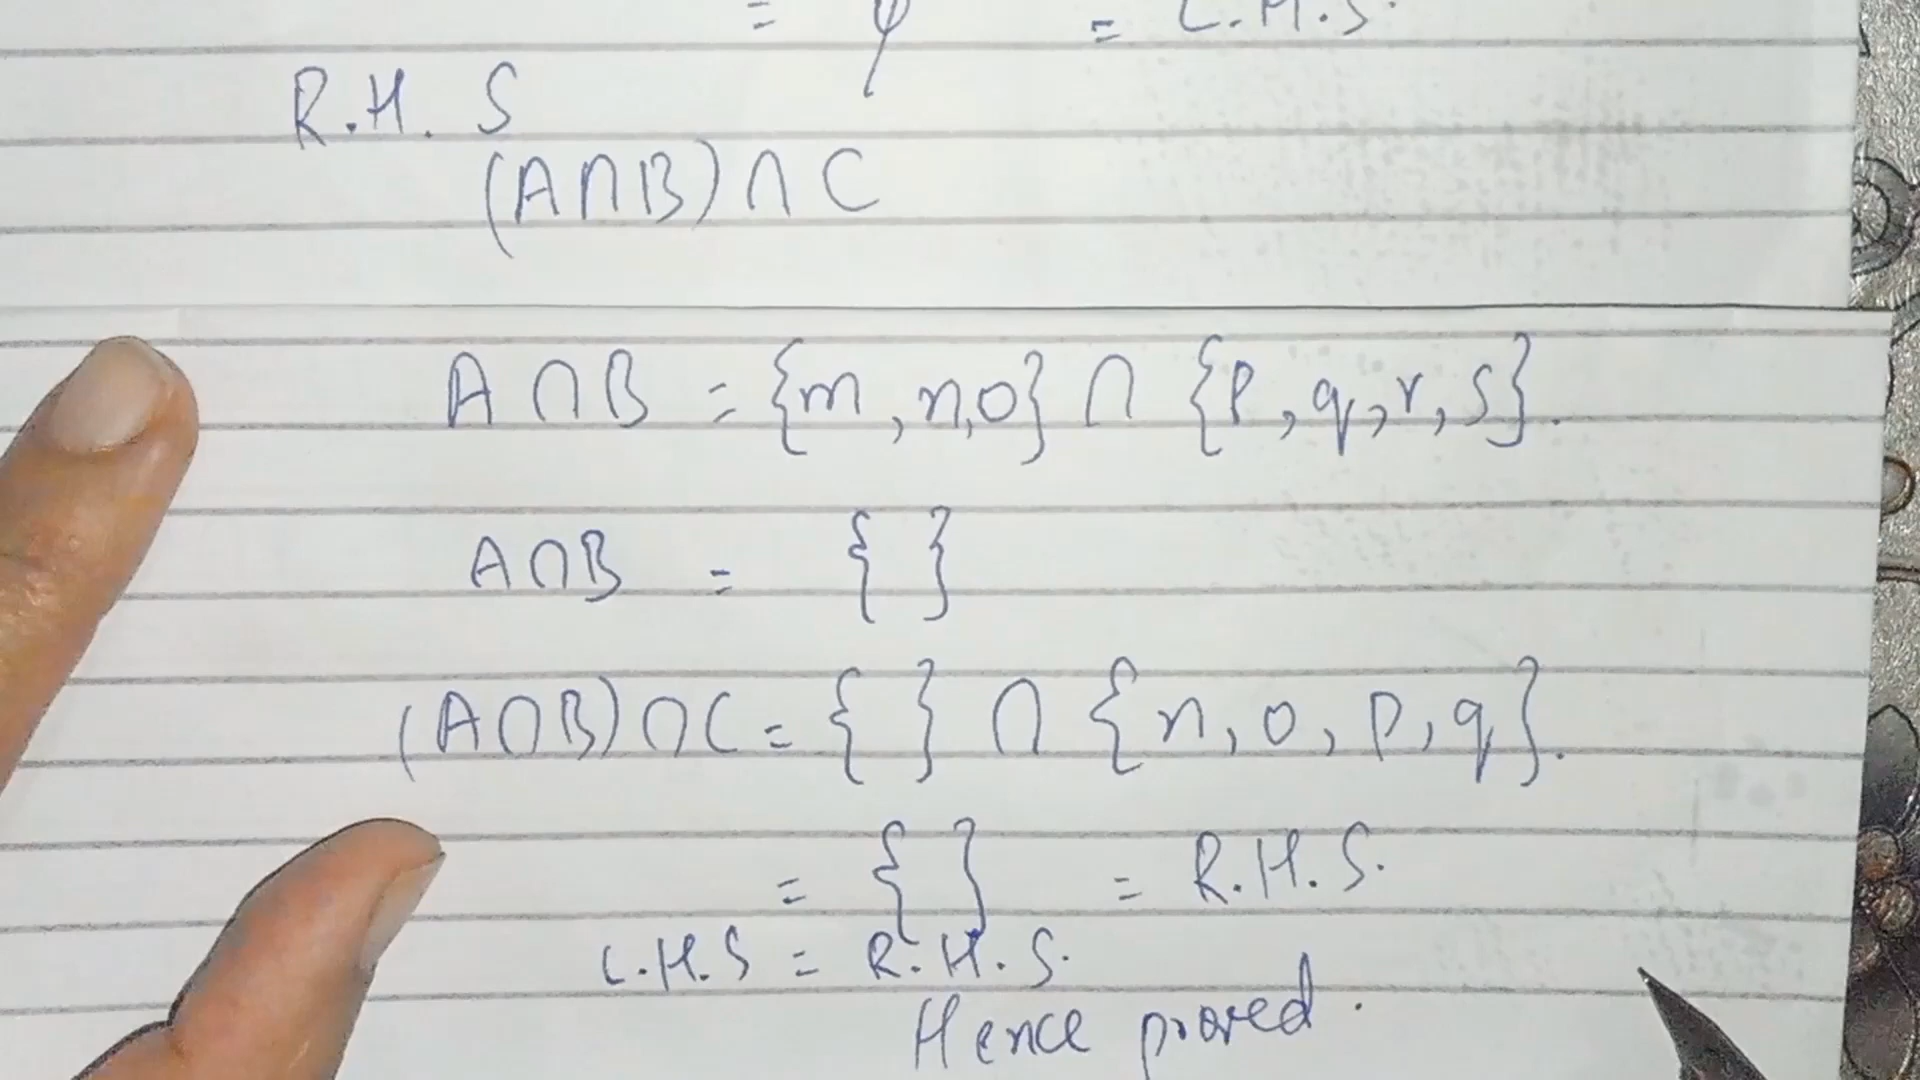 = φ = L.H.S.
R.H.S
(A∩B)∩C
A∩B = {m,n,o} ∩ {p,q,r,s}.
A∩B = { }
(A∩B)∩C = { } ∩ {n,o,p,q}.
= { } = R.H.S.
L.H.S = R.H.S.
Hence proved.